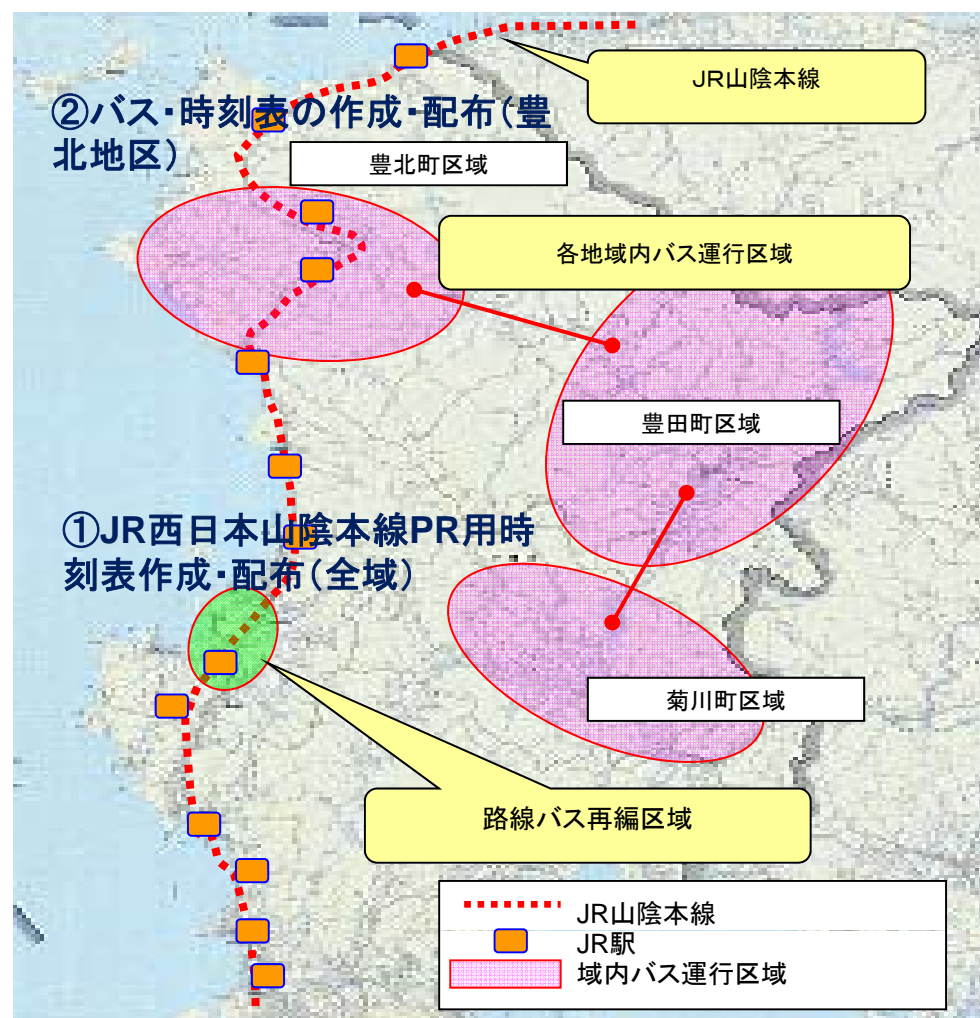 JR山陰本線
②バス・時刻表の作成・配布(豊
北地区)
豊北町区域
各地域内バス運行区域
豊田町区域
①JR西日本山陰本線PR用時
刻表作成・配布(全域)
菊川町区域
路線バス再編区域
JR山陰本線
JR駅
域内バス運行区域